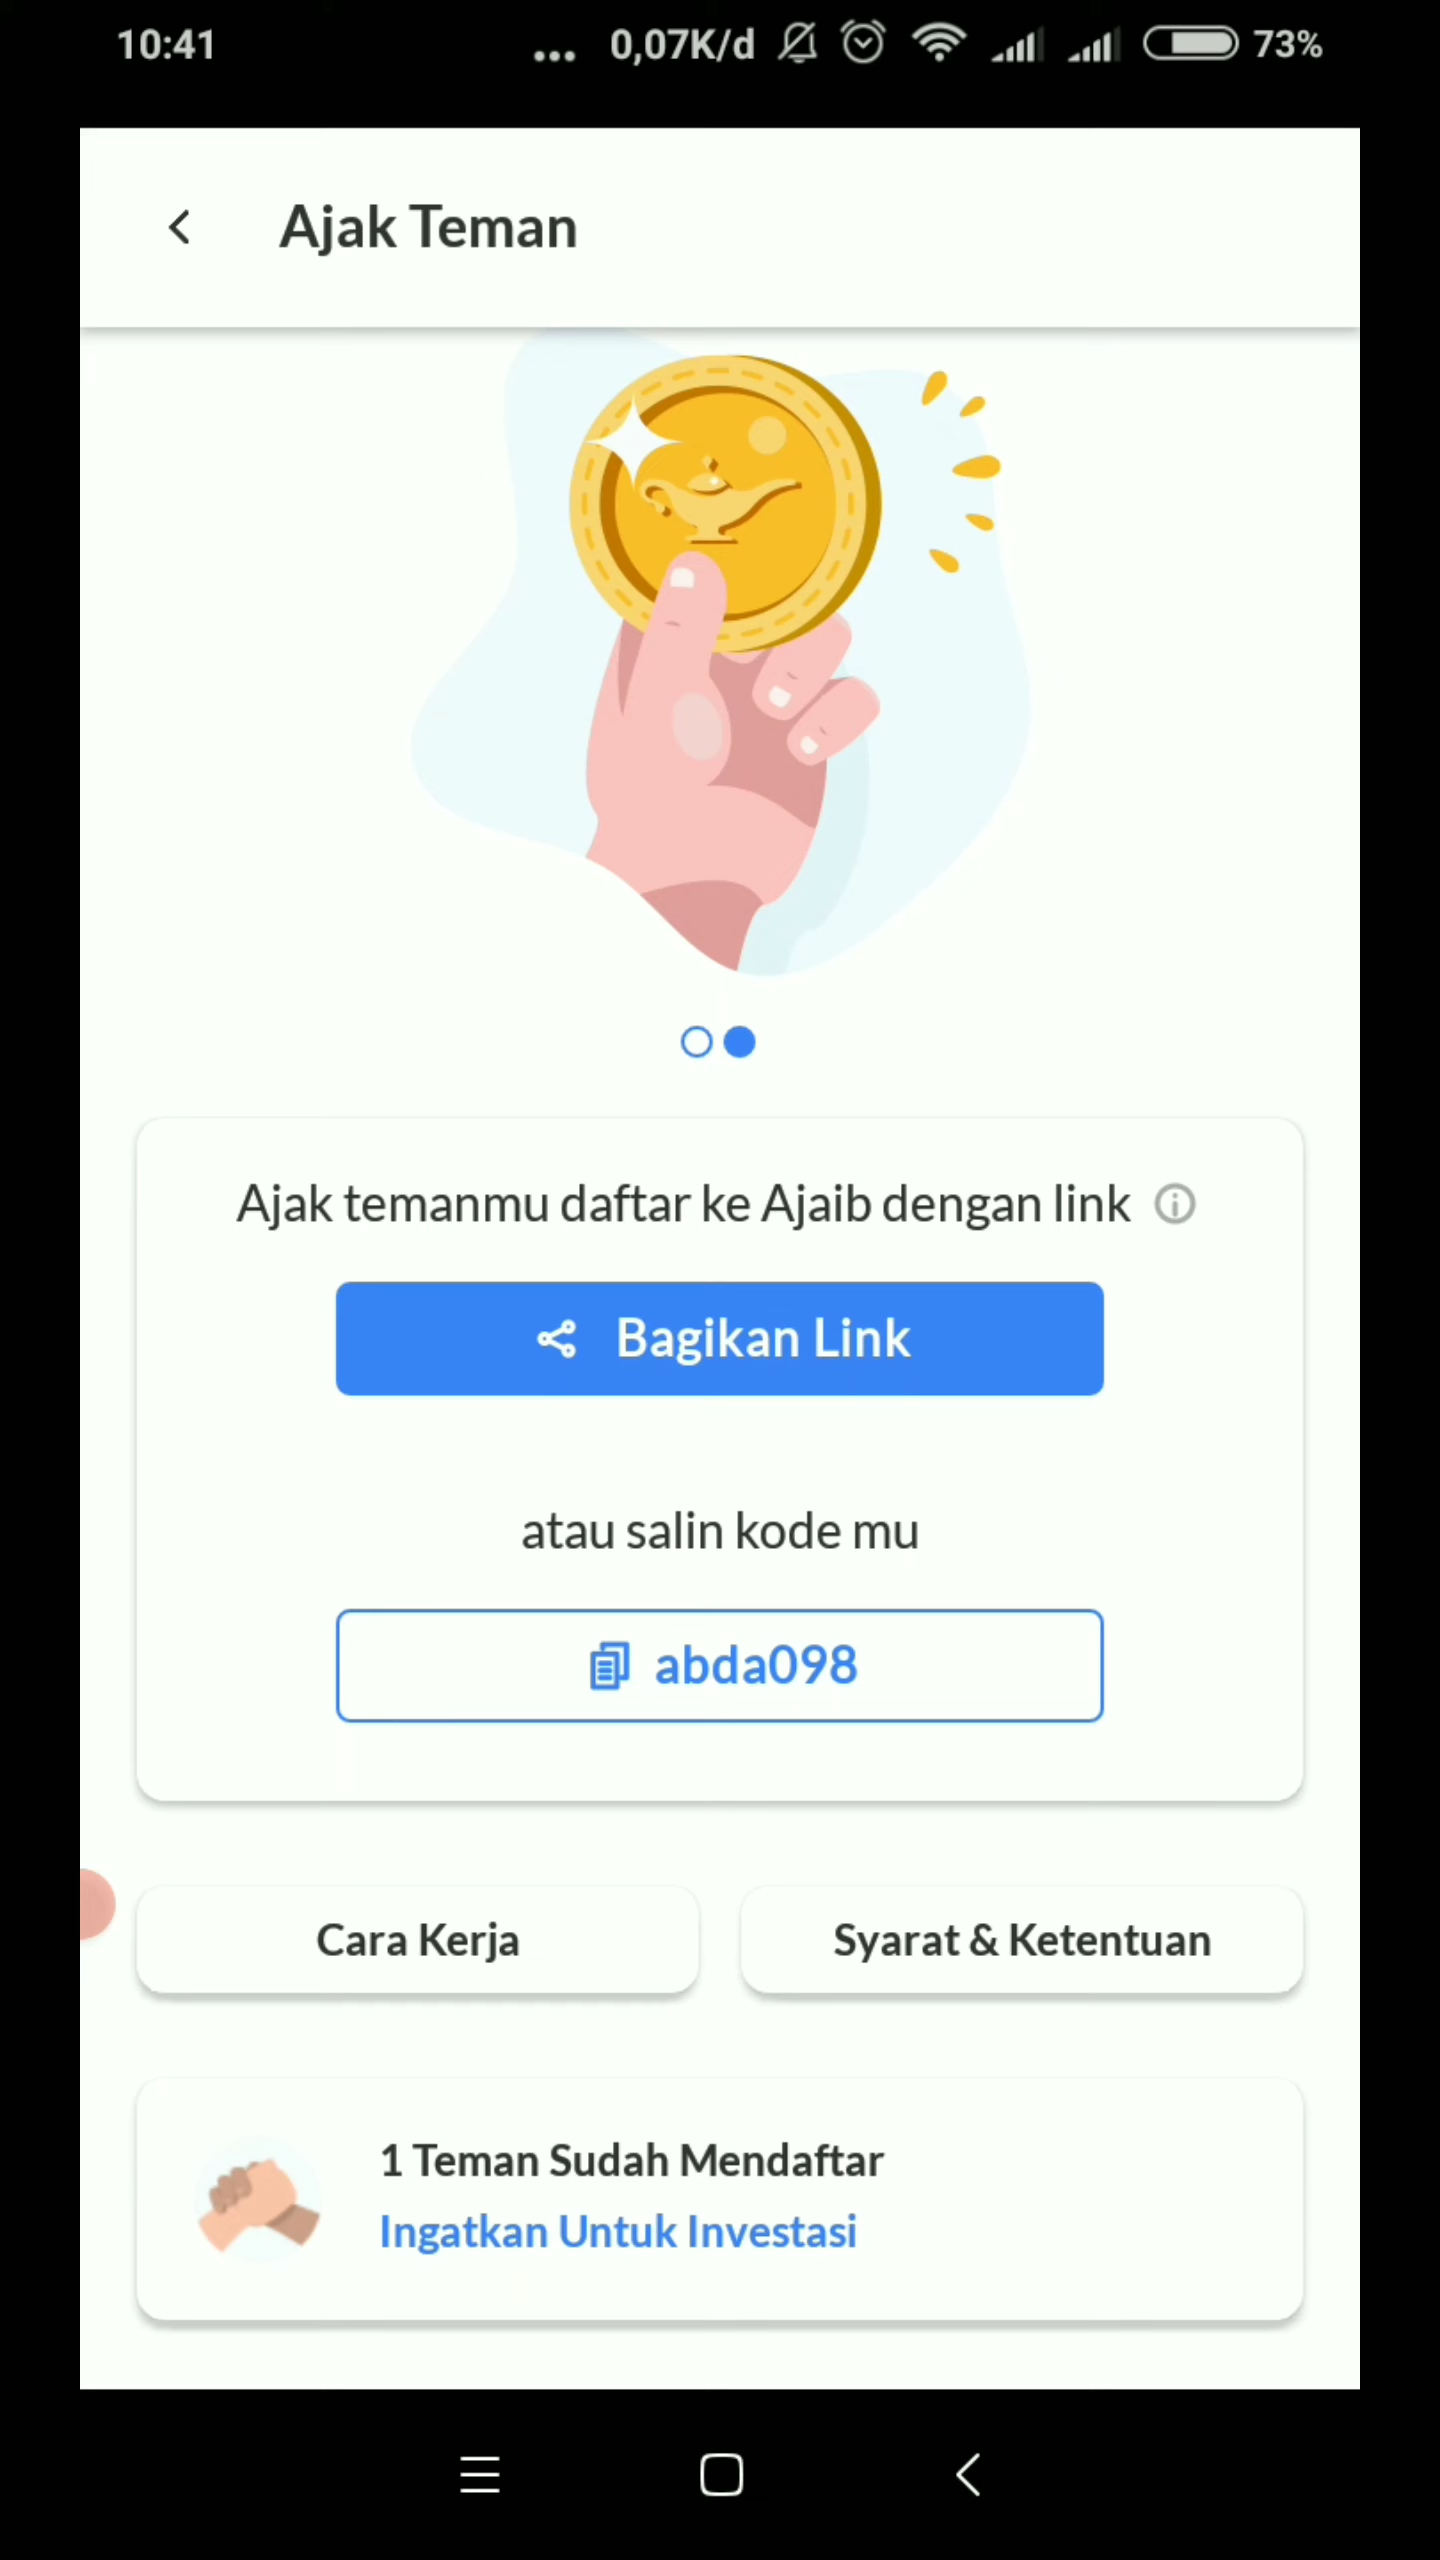 10:41 ... 0,07K/d 73%
Ajak Teman
Ajak temanmu daftar ke Ajaib dengan link
Bagikan Link
atau salin kode mu
abda098
Cara Kerja
Syarat & Ketentuan
1 Teman Sudah Mendaftar
Ingatkan Untuk Investasi